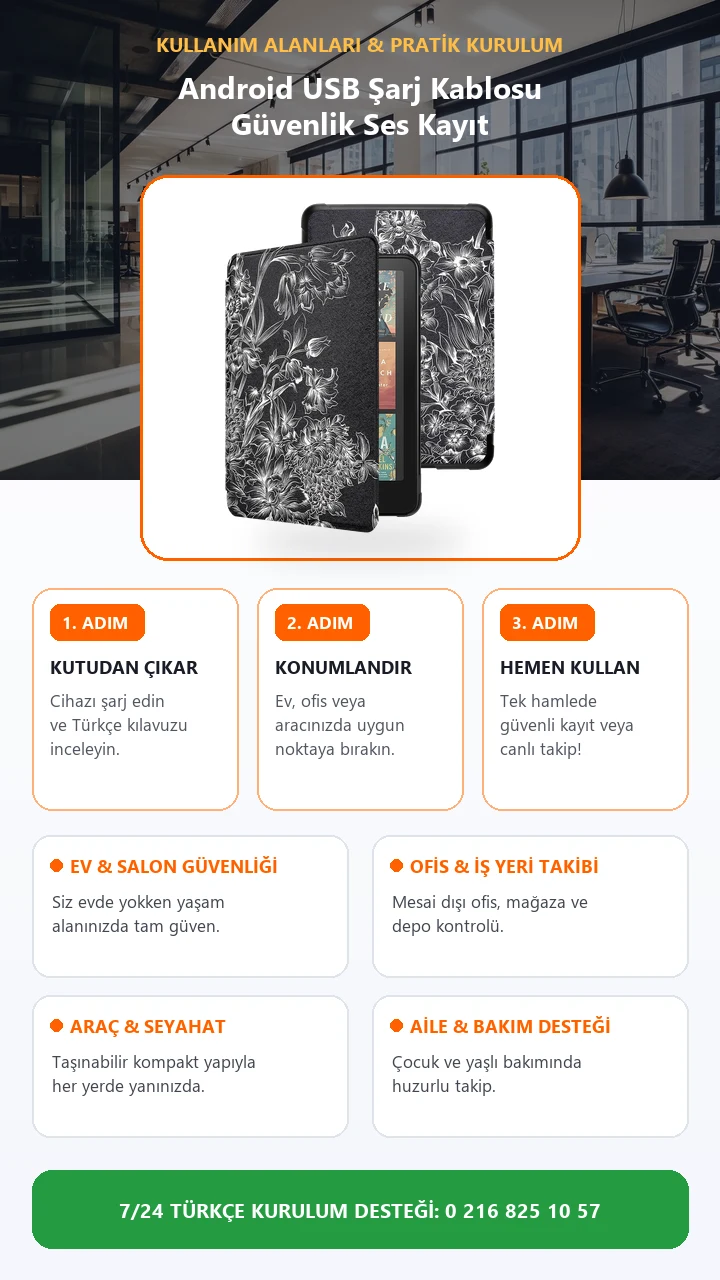 KULLANIM ALANLARI & PRATİK KURULUM
Android USB Şarj Kablosu
Güvenlik Ses Kayıt
1. ADIM
KUTUDAN ÇIKAR
Cihazı şarj edin
ve Türkçe kılavuzu
inceleyin.
2. ADIM
KONUMLANDIR
Ev, ofis veya
aracınızda uygun
noktaya bırakın.
3. ADIM
HEMEN KULLAN
Tek hamlede
güvenli kayıt veya
canlı takip!
EV & SALON GÜVENLİĞİ
Siz evde yokken yaşam
alanınızda tam güven.
OFİS & İŞ YERİ TAKİBİ
Mesai dışı ofis, mağaza ve
depo kontrolü.
ARAÇ & SEYAHAT
Taşınabilir kompakt yapıyla
her yerde yanınızda.
AİLE & BAKIM DESTEĞİ
Çocuk ve yaşlı bakımında
huzurlu takip.
7/24 TÜRKÇE KURULUM DESTEĞİ: 0 216 825 10 57